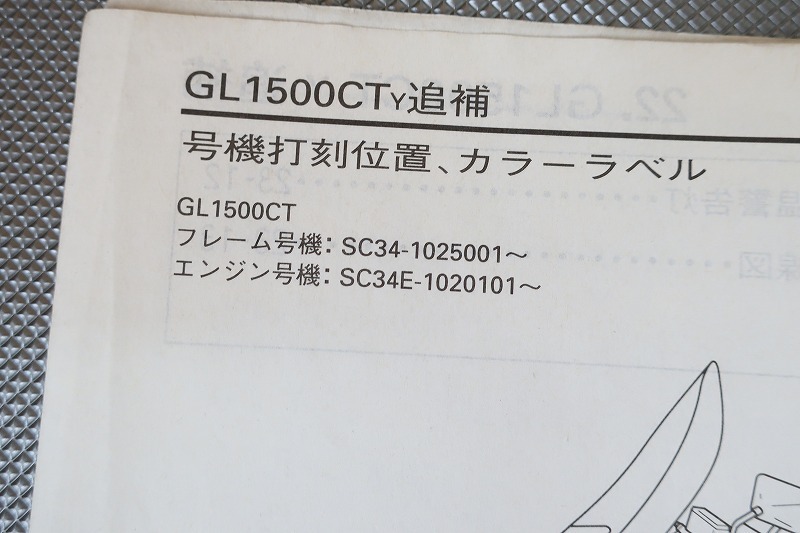 GL1500CTY追補
号機打刻位置、カラーラベル
GL1500CT
フレーム号機：SC34-1025001～
エンジン号機：SC34E-1020101～